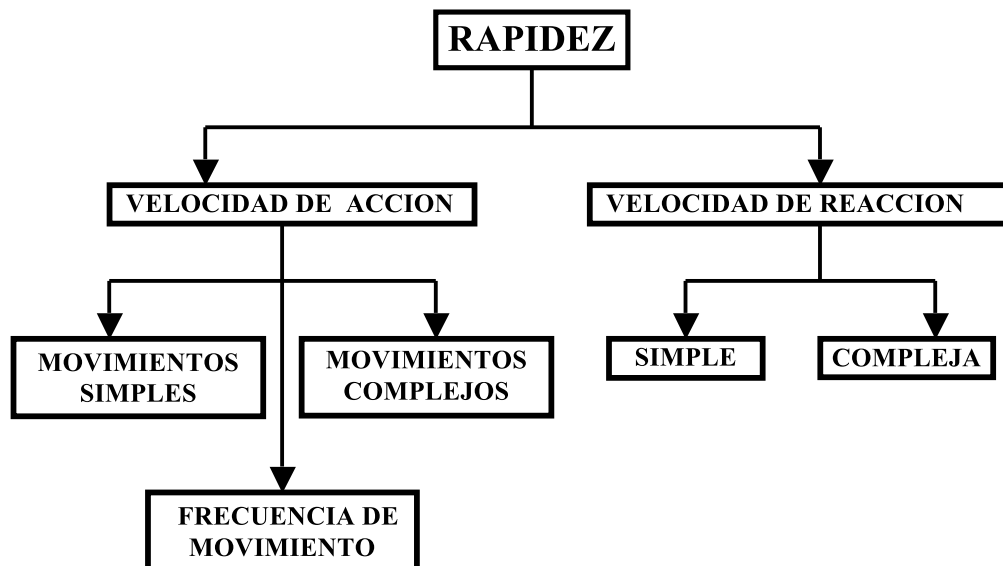 RAPIDEZ
VELOCIDAD DE ACCION
VELOCIDAD DE REACCION
MOVIMIENTOS
SIMPLES
MOVIMIENTOS
COMPLEJOS
SIMPLE
COMPLEJA
FRECUENCIA DE
MOVIMIENTO